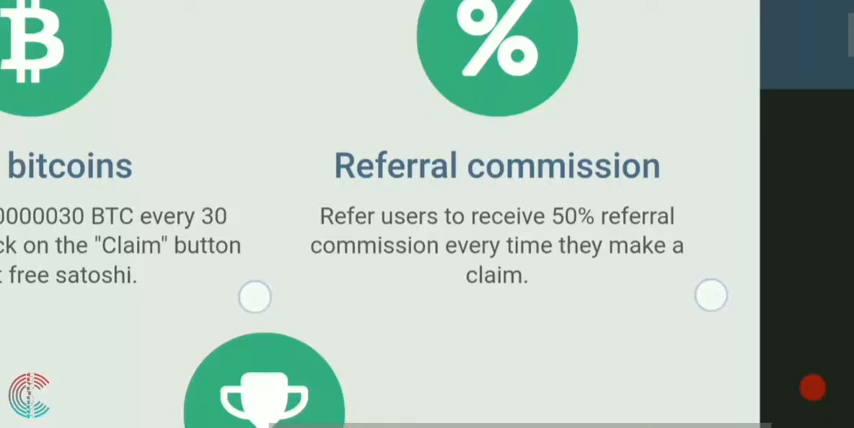 bitcoins
0000030 BTC every 30
ck on the "Claim" button
free satoshi.
Referral commission
Refer users to receive 50% referral
commission every time they make a
claim.